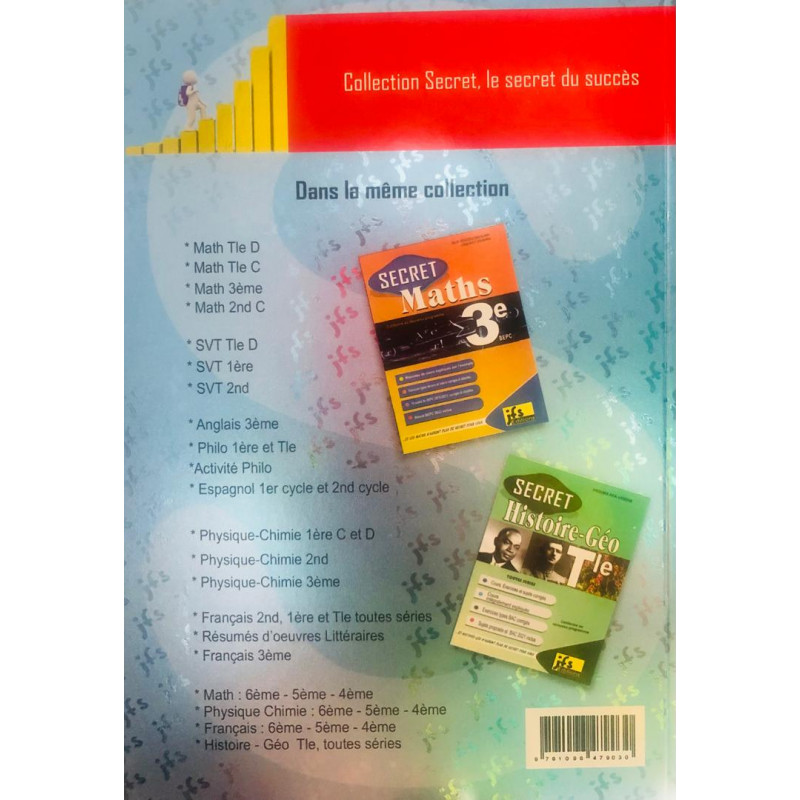 Collection Secret, le secret du succès
Dans la même collection
* Math Tle D
* Math Tle C
* Math 3ème
* Math 2nd C
* SVT Tle D
* SVT 1ère
* SVT 2nd
* Anglais 3ème
* Philo 1ère et Tle
*Activité Philo
* Espagnol 1er cycle et 2nd cycle
* Physique-Chimie 1ère C et D
* Physique-Chimie 2nd
* Physique-Chimie 3ème
* Français 2nd, 1ère et Tle toutes séries
* Résumés d'oeuvres Littéraires
* Français 3ème
* Math : 6ème - 5ème - 4ème
* Physique Chimie : 6ème - 5ème - 4ème
* Français : 6ème - 5ème - 4ème
* Histoire - Géo Tle, toutes séries
SECRET
Maths
3e
BEPC
jfs
SECRET
Histoire-Géo
Tle
jfs